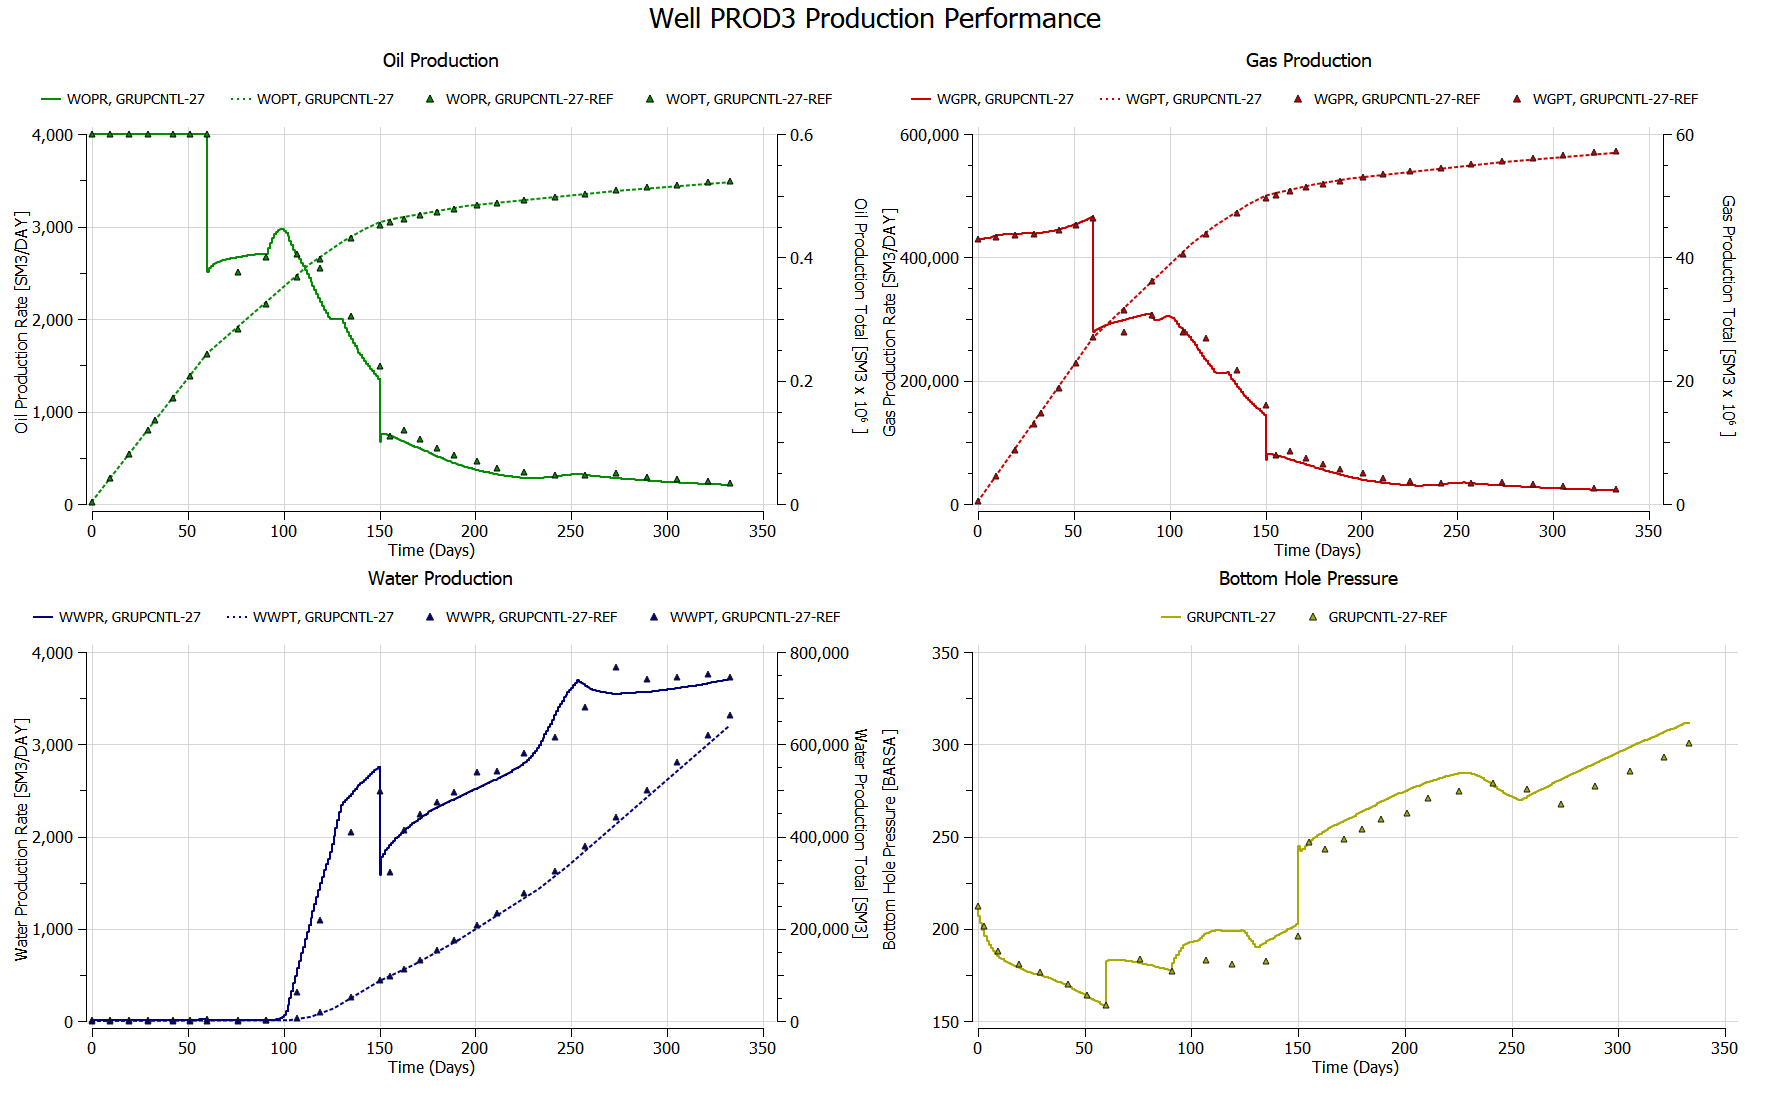 Well PROD3 Production Performance
Oil Production
WOPR, GRUPCNTL-27 WOPT, GRUPCNTL-27 WOPR, GRUPCNTL-27-REF WOPT, GRUPCNTL-27-REF
Oil Production Rate [SM3/DAY]
4,000
3,000
2,000
1,000
0
0.6
0.4
0.2
0
Oil Production Total [SM3 x 10⁶ ]
0 50 100 150 200 250 300 350
Time (Days)
Gas Production
WGPR, GRUPCNTL-27 WGPT, GRUPCNTL-27 WGPR, GRUPCNTL-27-REF WGPT, GRUPCNTL-27-REF
Gas Production Rate [SM3/DAY]
600,000
400,000
200,000
0
60
40
20
0
Gas Production Total [SM3 x 10⁶ ]
0 50 100 150 200 250 300 350
Time (Days)
Water Production
WWPR, GRUPCNTL-27 WWPT, GRUPCNTL-27 WWPR, GRUPCNTL-27-REF WWPT, GRUPCNTL-27-REF
Water Production Rate [SM3/DAY]
4,000
3,000
2,000
1,000
0
800,000
600,000
400,000
200,000
0
Water Production Total [SM3]
0 50 100 150 200 250 300 350
Time (Days)
Bottom Hole Pressure
GRUPCNTL-27 GRUPCNTL-27-REF
Bottom Hole Pressure [BARSA]
350
300
250
200
150
0 50 100 150 200 250 300 350
Time (Days)